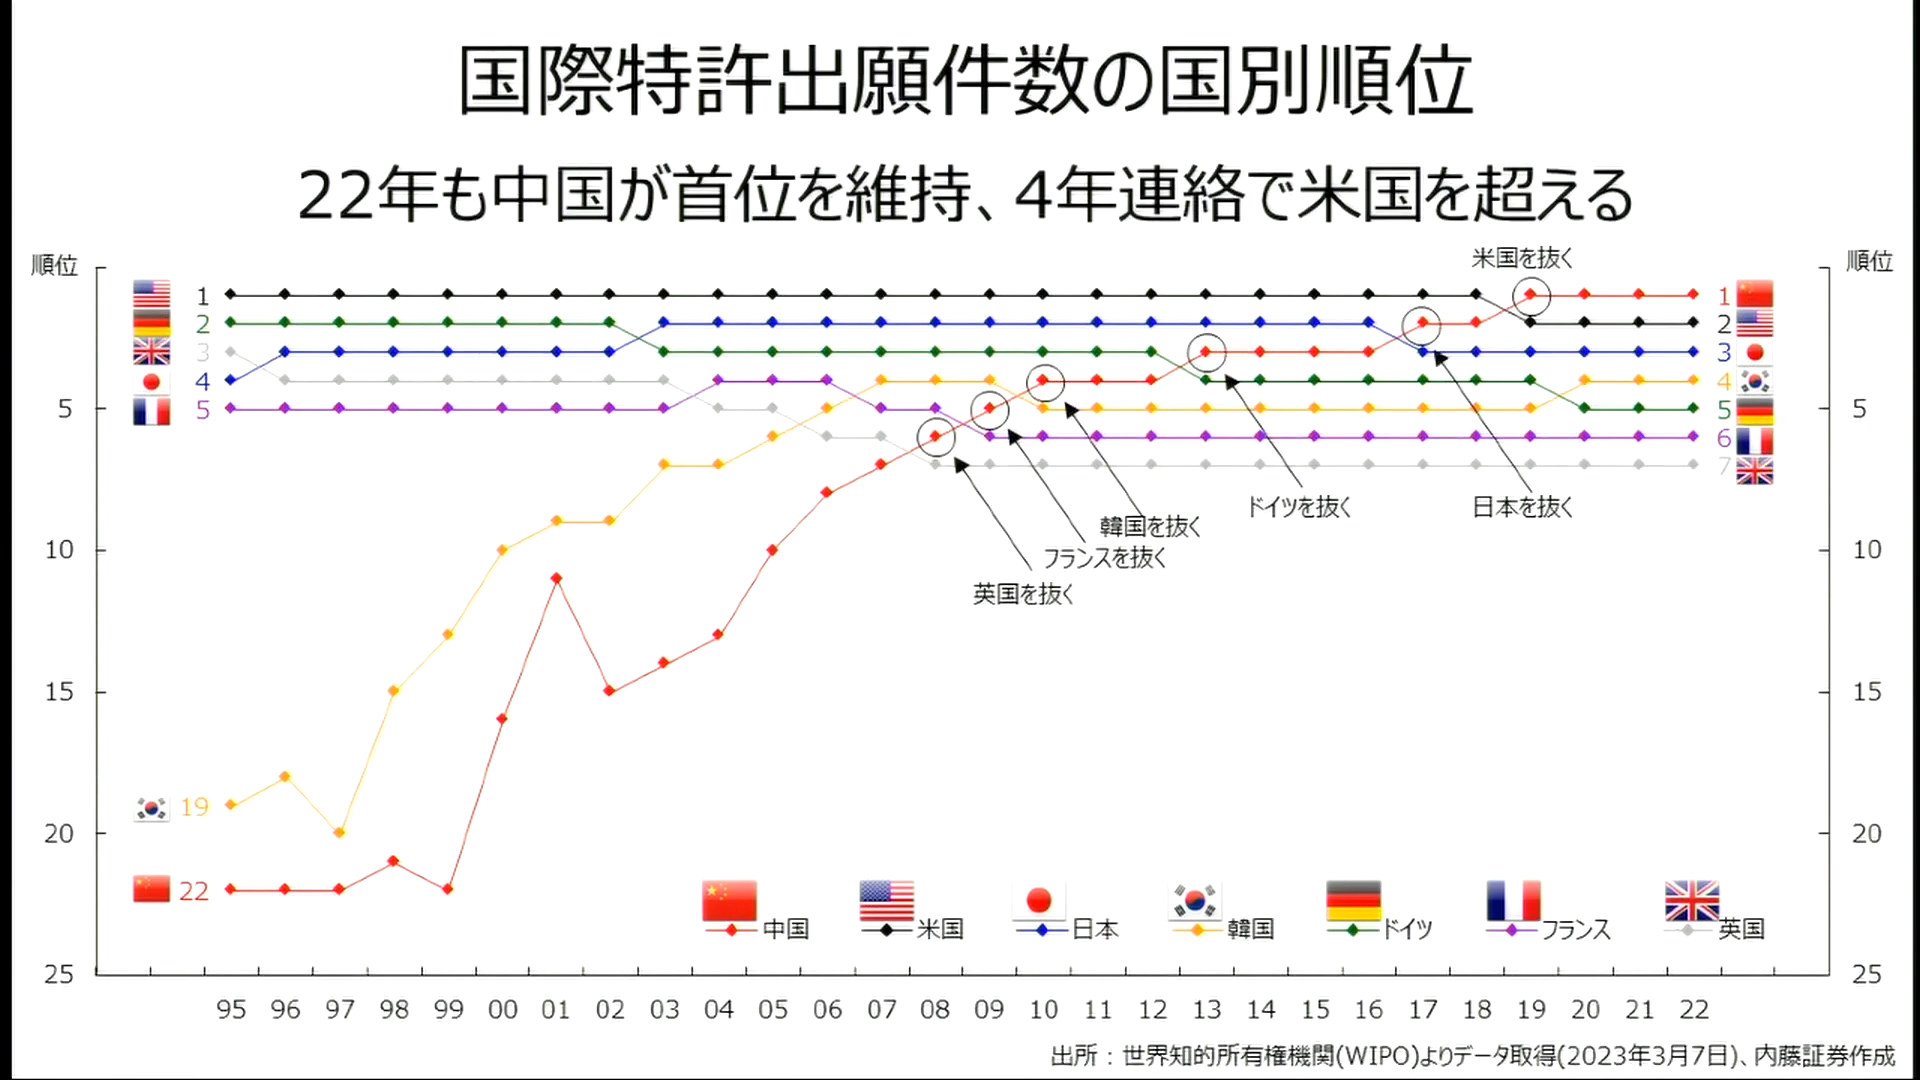 国際特許出願件数の国別順位
22年も中国が首位を維持、4年連絡で米国を超える
順位
順位
米国を抜く
1
2
3
4
5
5
10
15
19
20
22
25
1
2
3
4
5
6
7
5
10
15
20
25
ドイツを抜く
日本を抜く
韓国を抜く
フランスを抜く
英国を抜く
中国
米国
日本
韓国
ドイツ
フランス
英国
95 96 97 98 99 00 01 02 03 04 05 06 07 08 09 10 11 12 13 14 15 16 17 18 19 20 21 22
出所：世界知的所有権機関(WIPO)よりデータ取得(2023年3月7日)、内藤証券作成